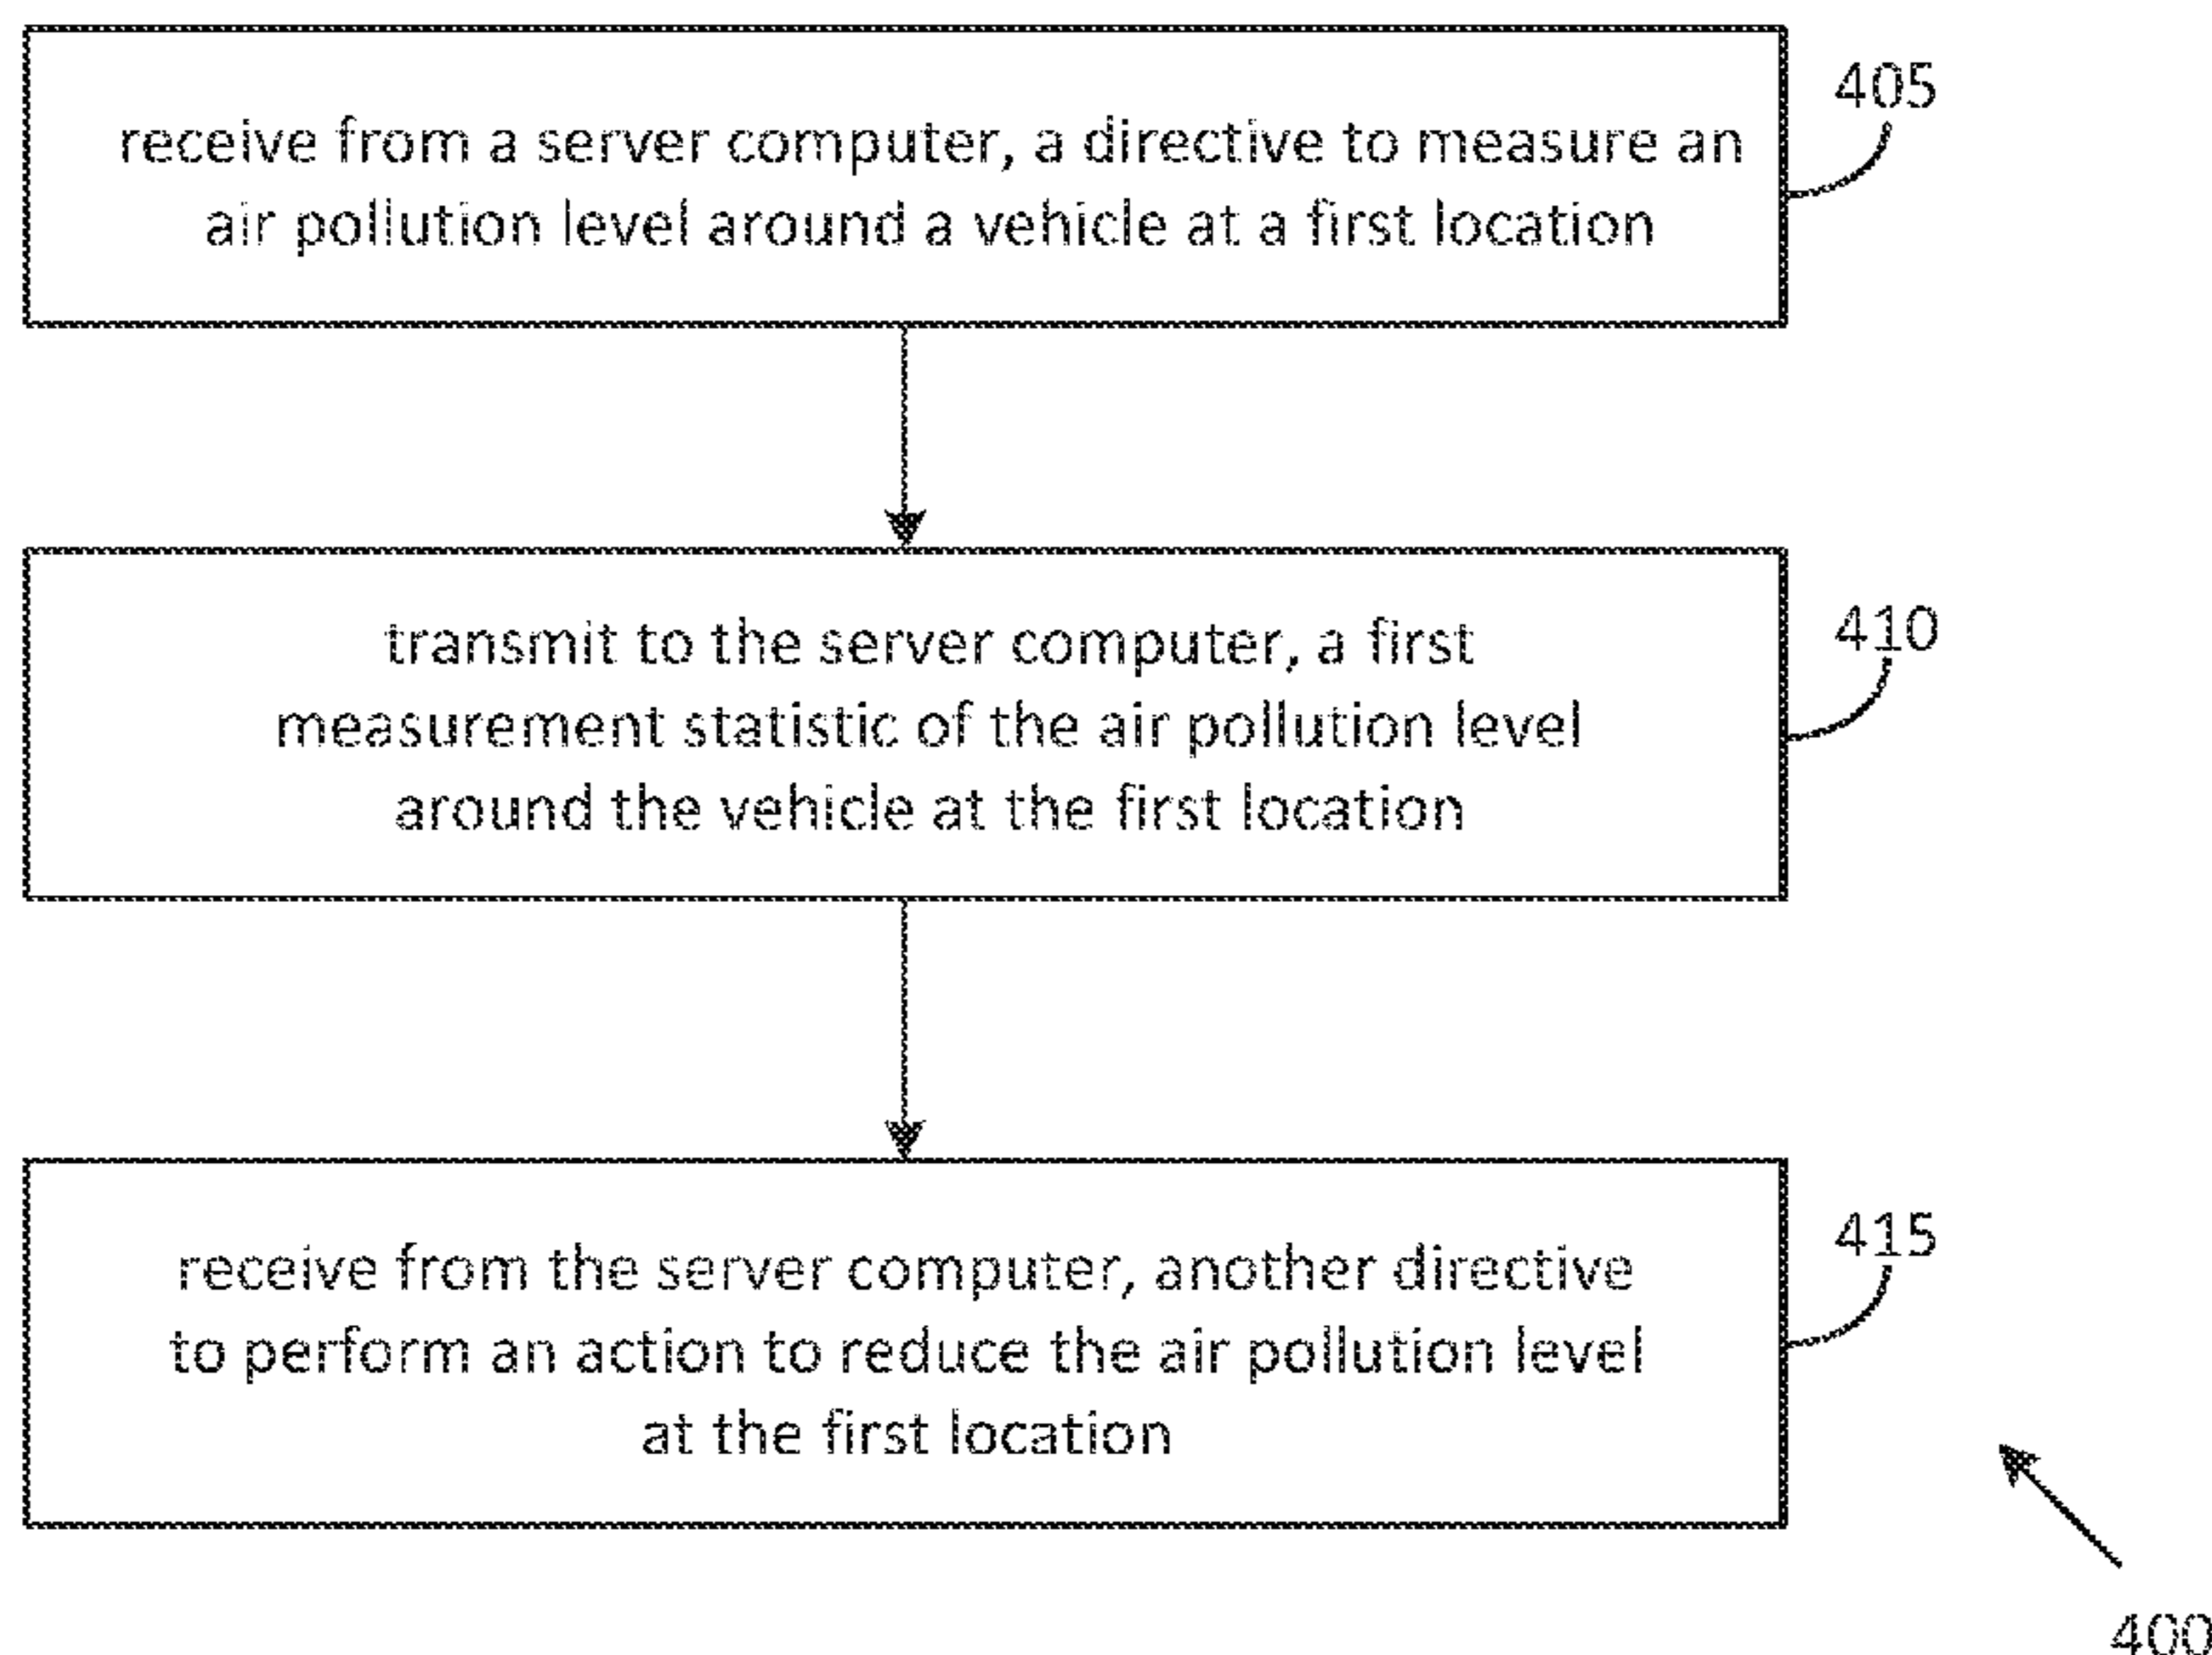 405
receive from a server computer, a directive to measure an
air pollution level around a vehicle at a first location
410
transmit to the server computer, a first
measurement statistic of the air pollution level
around the vehicle at the first location
415
receive from the server computer, another directive
to perform an action to reduce the air pollution level
at the first location
400